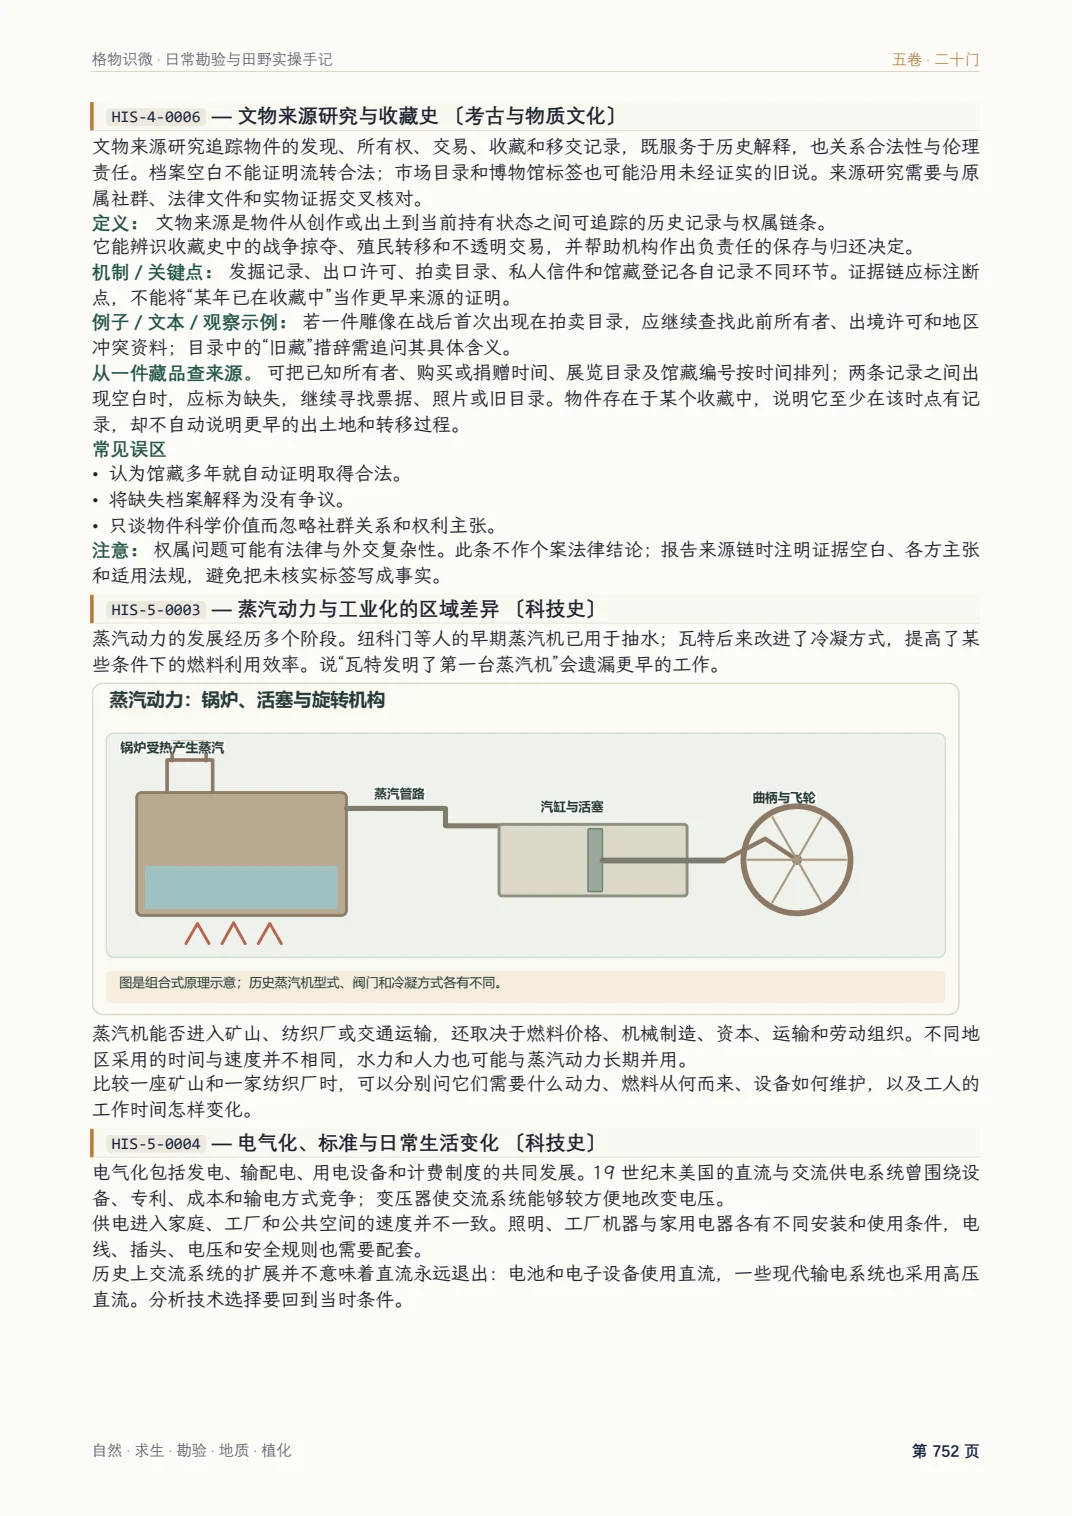 格物识微 · 日常勘验与田野实操手记
五卷 · 二十门
HIS-4-0006 — 文物来源研究与收藏史 〔考古与物质文化〕
文物来源研究追踪物件的发现、所有权、交易、收藏和移交记录，既服务于历史解释，也关系合法性与伦理
责任。档案空白不能证明流转合法；市场目录和博物馆标签也可能沿用未经证实的旧说。来源研究需要与原
属社群、法律文件和实物证据交叉核对。
定义： 文物来源是物件从创作或出土到当前持有状态之间可追踪的历史记录与权属链条。
它能辨识收藏史中的战争掠夺、殖民转移和不透明交易，并帮助机构作出负责任的保存与归还决定。
机制 / 关键点： 发掘记录、出口许可、拍卖目录、私人信件和馆藏登记各自记录不同环节。证据链应标注断
点，不能将“某年已在收藏中”当作更早来源的证明。
例子 / 文本 / 观察示例： 若一件雕像在战后首次出现在拍卖目录，应继续查找此前所有者、出境许可和地区
冲突资料；目录中的“旧藏”措辞需追问其具体含义。
从一件藏品查来源。 可把已知所有者、购买或捐赠时间、展览目录及馆藏编号按时间排列；两条记录之间出
现空白时，应标为缺失，继续寻找票据、照片或旧目录。物件存在于某个收藏中，说明它至少在该时点有记
录，却不自动说明更早的出土地和转移过程。
常见误区
• 认为馆藏多年就自动证明取得合法。
• 将缺失档案解释为没有争议。
• 只谈物件科学价值而忽略社群关系和权利主张。
注意： 权属问题可能有法律与外交复杂性。此条不作个案法律结论；报告来源链时注明证据空白、各方主张
和适用法规，避免把未核实标签写成事实。
HIS-5-0003 — 蒸汽动力与工业化的区域差异 〔科技史〕
蒸汽动力的发展经历多个阶段。纽科门等人的早期蒸汽机已用于抽水；瓦特后来改进了冷凝方式，提高了某
些条件下的燃料利用效率。说“瓦特发明了第一台蒸汽机”会遗漏更早的工作。
蒸汽动力：锅炉、活塞与旋转机构
锅炉受热产生蒸汽
蒸汽管路
汽缸与活塞
曲柄与飞轮
图是组合式原理示意；历史蒸汽机型式、阀门和冷凝方式各有不同。
蒸汽机能否进入矿山、纺织厂或交通运输，还取决于燃料价格、机械制造、资本、运输和劳动组织。不同地
区采用的时间与速度并不相同，水力和人力也可能与蒸汽动力长期并用。
比较一座矿山和一家纺织厂时，可以分别问它们需要什么动力、燃料从何而来、设备如何维护，以及工人的
工作时间怎样变化。
HIS-5-0004 — 电气化、标准与日常生活变化 〔科技史〕
电气化包括发电、输配电、用电设备和计费制度的共同发展。19 世纪末美国的直流与交流供电系统曾围绕设
备、专利、成本和输电方式竞争；变压器使交流系统能够较方便地改变电压。
供电进入家庭、工厂和公共空间的速度并不一致。照明、工厂机器与家用电器各有不同安装和使用条件，电
线、插头、电压和安全规则也需要配套。
历史上交流系统的扩展并不意味着直流永远退出：电池和电子设备使用直流，一些现代输电系统也采用高压
直流。分析技术选择要回到当时条件。
自然 · 求生 · 勘验 · 地质 · 植化
第 752 页